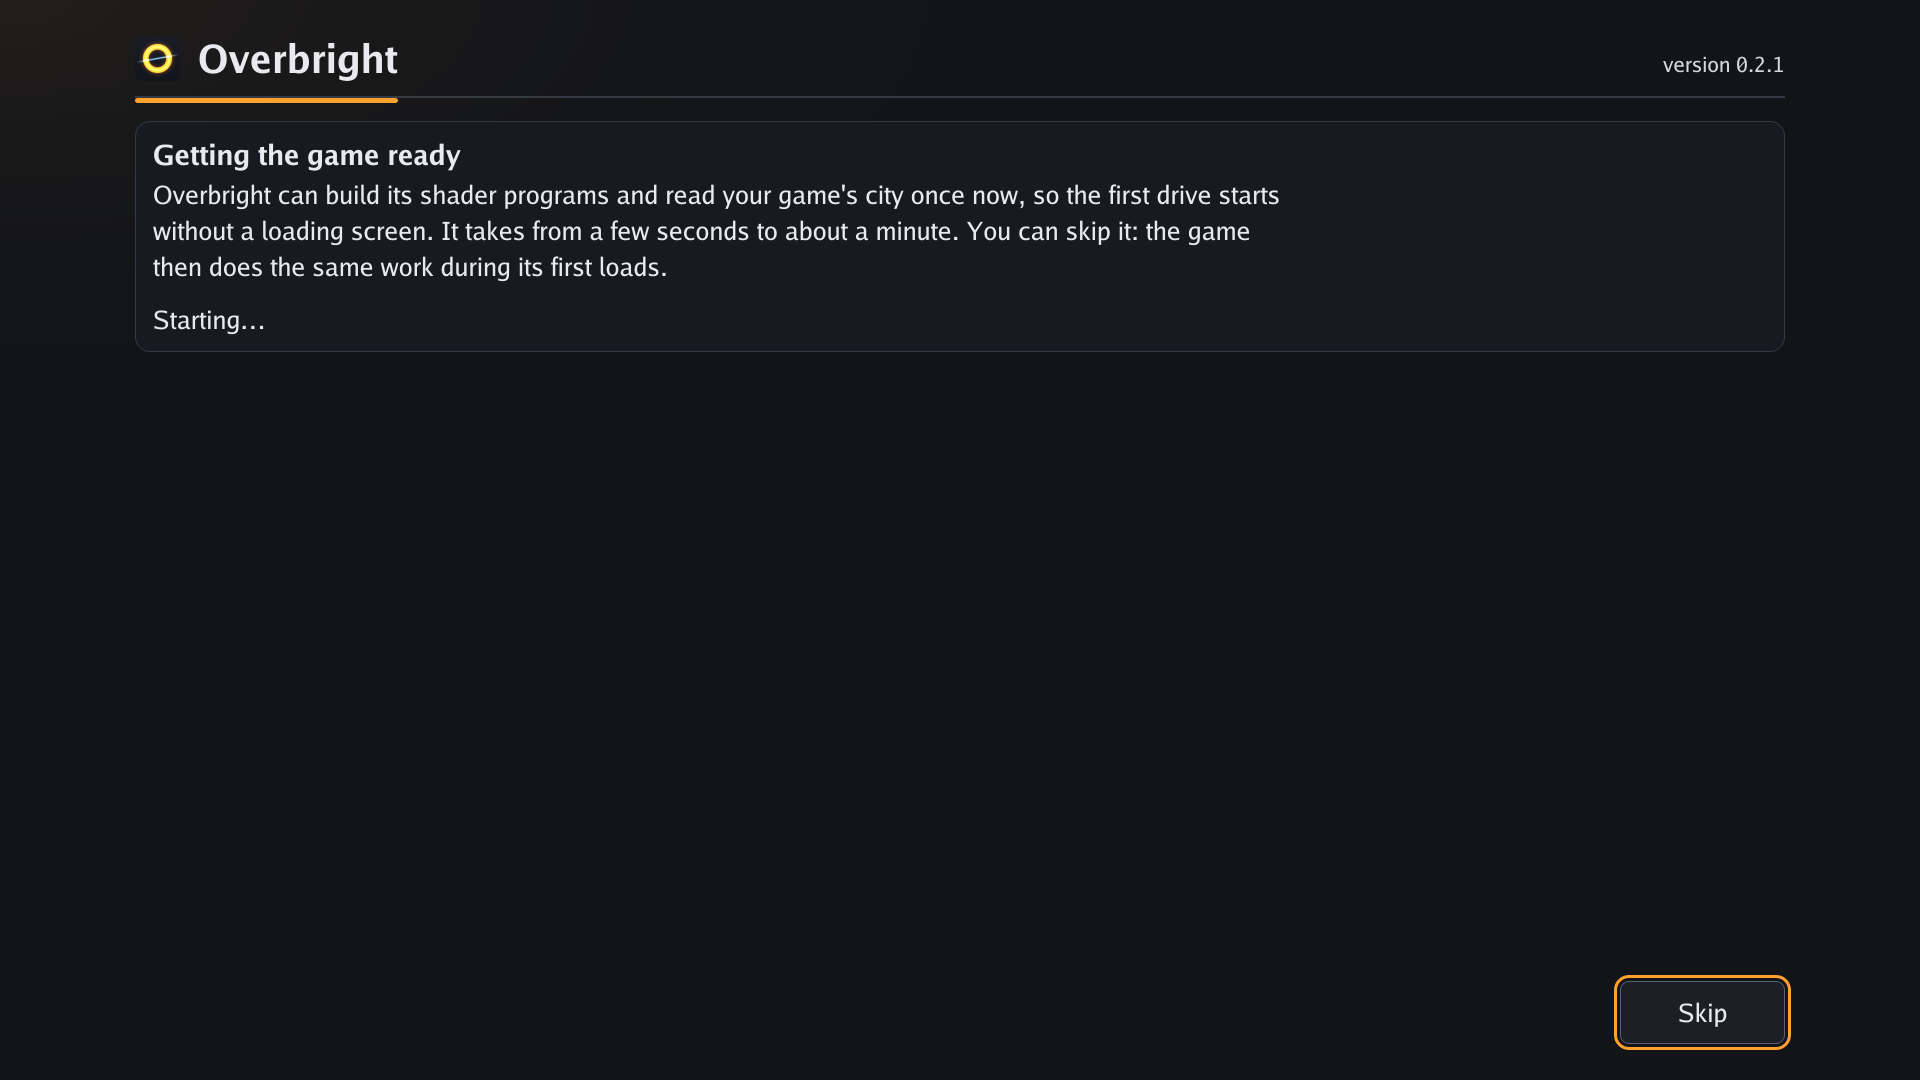 Overbright
version 0.2.1
Getting the game ready
Overbright can build its shader programs and read your game's city once now, so the first drive starts
without a loading screen. It takes from a few seconds to about a minute. You can skip it: the game
then does the same work during its first loads.
Starting...
Skip